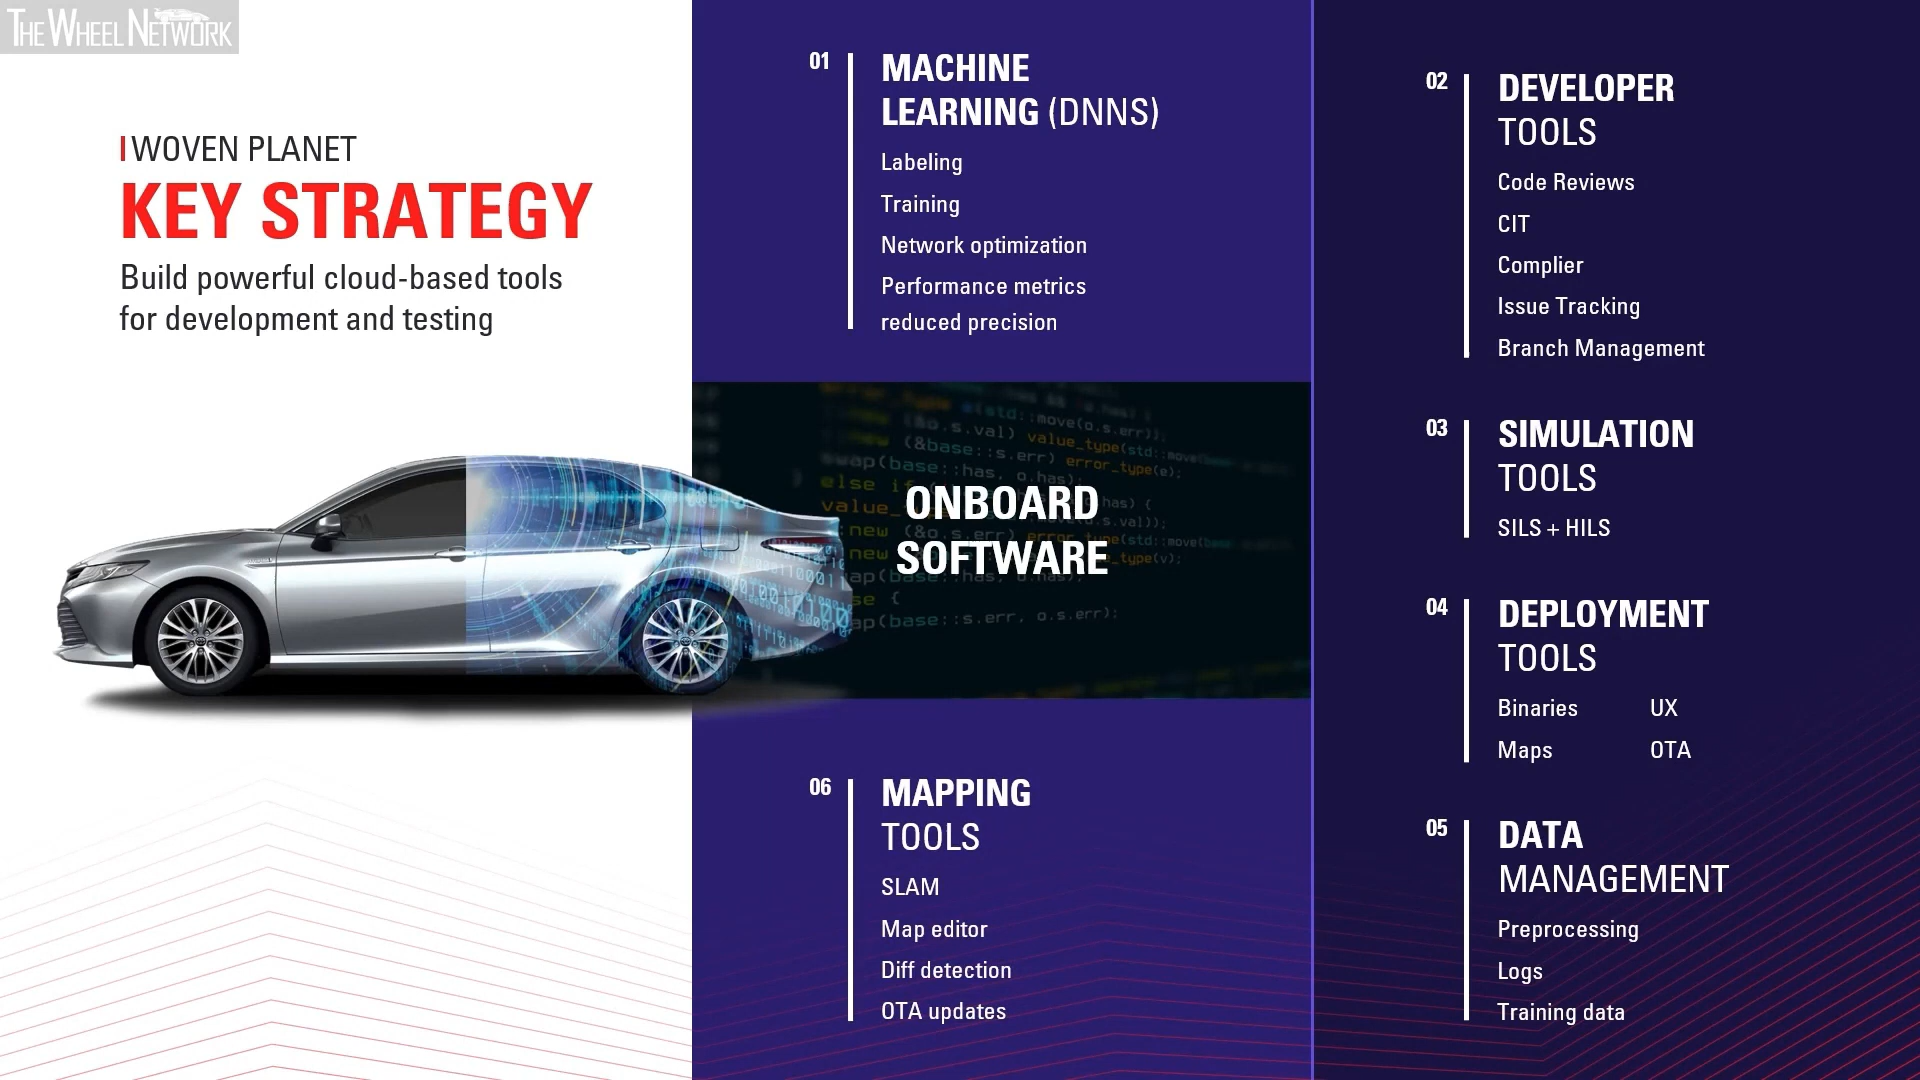 THE WHEEL NETWORK
WOVEN PLANET
KEY STRATEGY
Build powerful cloud-based tools
for development and testing
01
MACHINE
LEARNING (DNNS)
Labeling
Training
Network optimization
Performance metrics
reduced precision
ONBOARD
SOFTWARE
02
DEVELOPER
TOOLS
Code Reviews
CIT
Complier
Issue Tracking
Branch Management
03
SIMULATION
TOOLS
SILS + HILS
04
DEPLOYMENT
TOOLS
Binaries UX
Maps OTA
05
DATA
MANAGEMENT
Preprocessing
Logs
Training data
06
MAPPING
TOOLS
SLAM
Map editor
Diff detection
OTA updates